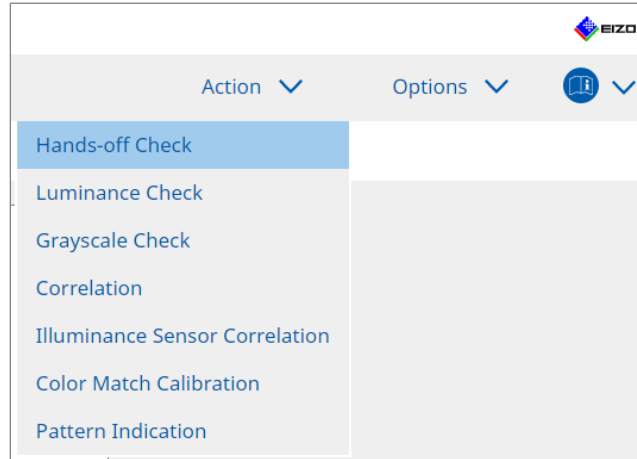 EIZO
Action Options
Hands-off Check
Luminance Check
Grayscale Check
Correlation
Illuminance Sensor Correlation
Color Match Calibration
Pattern Indication